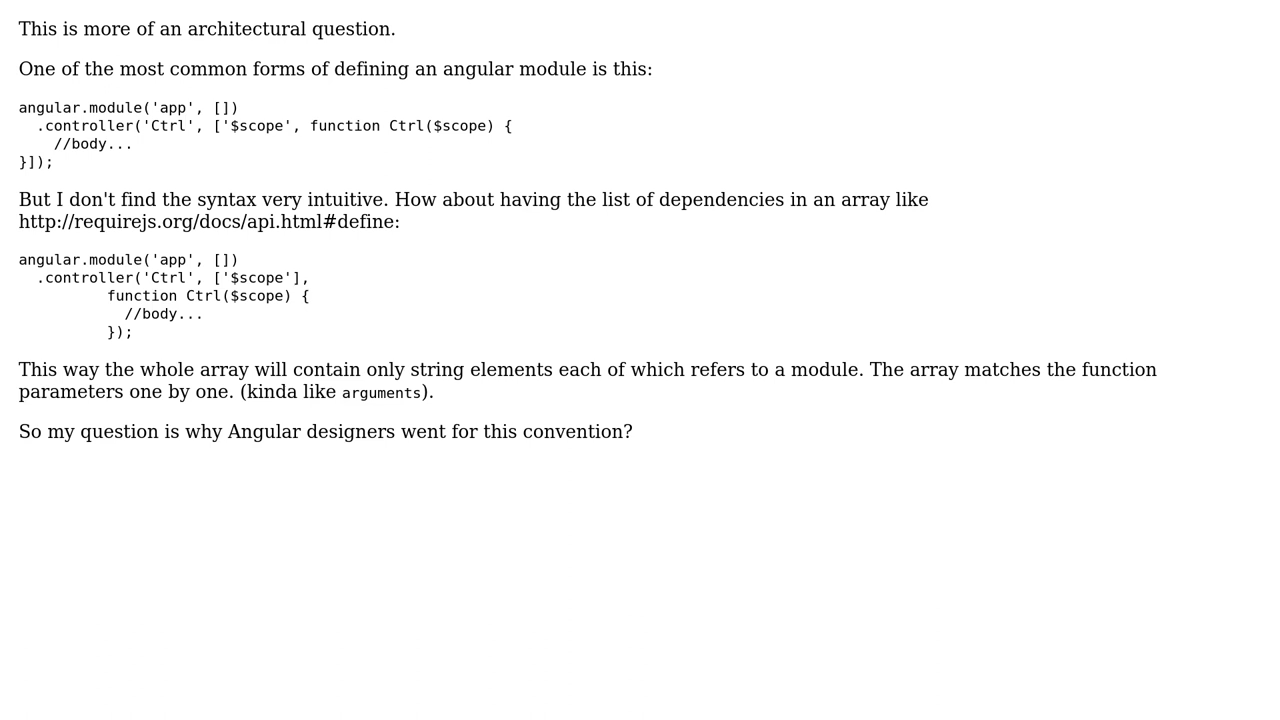 This is more of an architectural question.
One of the most common forms of defining an angular module is this:
angular.module('app', [])
  .controller('Ctrl', ['$scope', function Ctrl($scope) {
    //body...
}]);
But I don't find the syntax very intuitive. How about having the list of dependencies in an array like
http://requirejs.org/docs/api.html#define:
angular.module('app', [])
  .controller('Ctrl', ['$scope'],
          function Ctrl($scope) {
            //body...
          });
This way the whole array will contain only string elements each of which refers to a module. The array matches the function
parameters one by one. (kinda like arguments).
So my question is why Angular designers went for this convention?